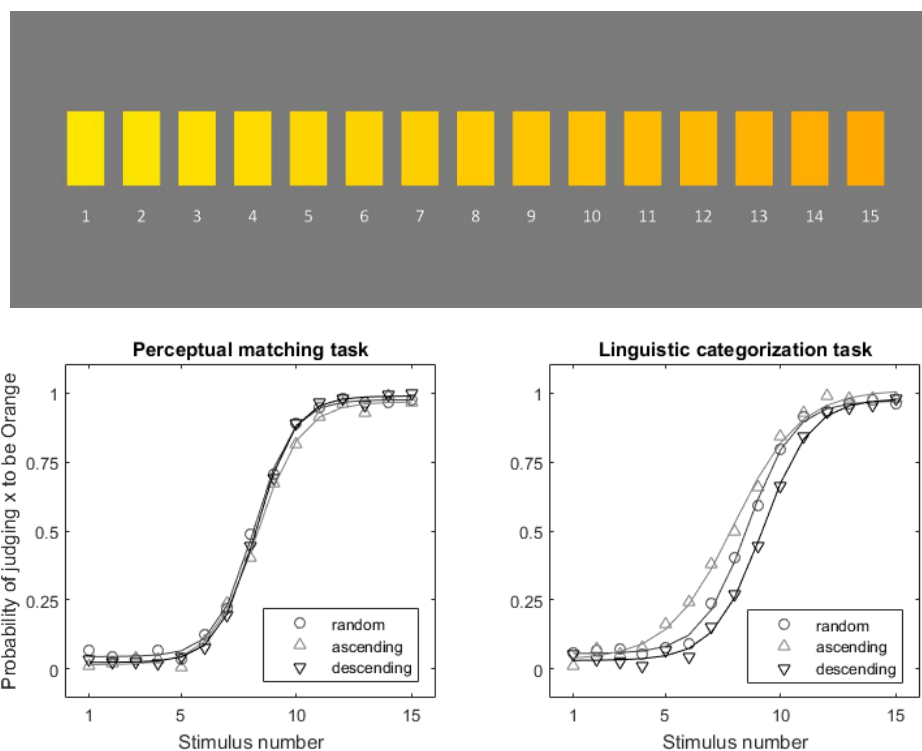 1 2 3 4 5 6 7 8 9 10 11 12 13 14 15
Perceptual matching task
Probability of judging x to be Orange
1
0.75
0.5
0.25
0
random
ascending
descending
1 5 10 15
Stimulus number
Linguistic categorization task
1
0.75
0.5
0.25
0
random
ascending
descending
1 5 10 15
Stimulus number